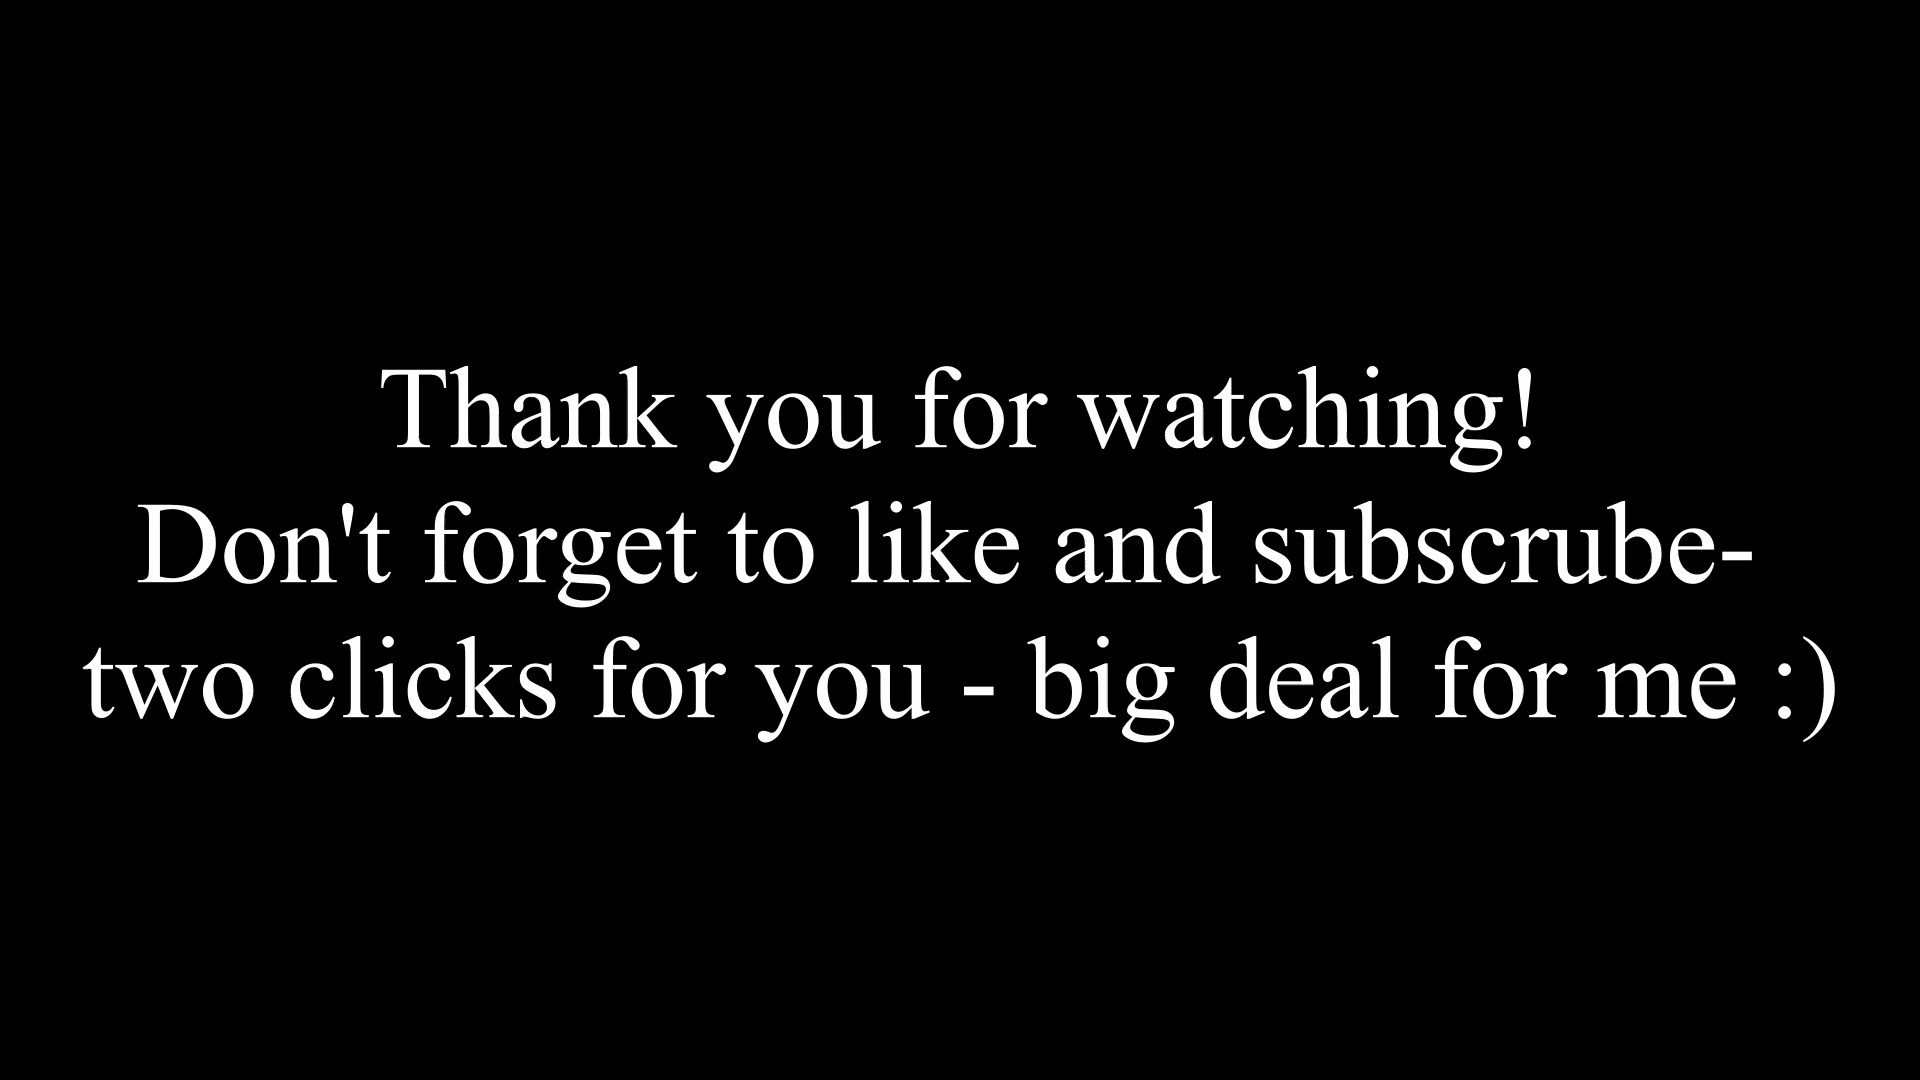 Thank you for watching!
Don't forget to like and subscrube-
two clicks for you - big deal for me :)